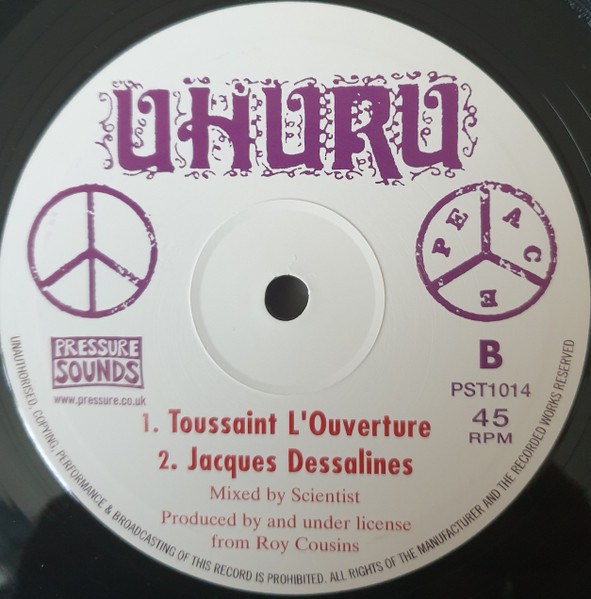 UHURU
PEACE
PRESSURE
SOUNDS
www.pressure.co.uk
B
PST1014
45
RPM
1. Toussaint L'Ouverture
2. Jacques Dessalines
Mixed by Scientist
Produced by and under license
from Roy Cousins
UNAUTHORISED COPYING, PERFORMANCE & BROADCASTING OF THIS RECORD IS PROHIBITED. ALL RIGHTS OF THE MANUFACTURER AND THE RECORDED WORKS RESERVED